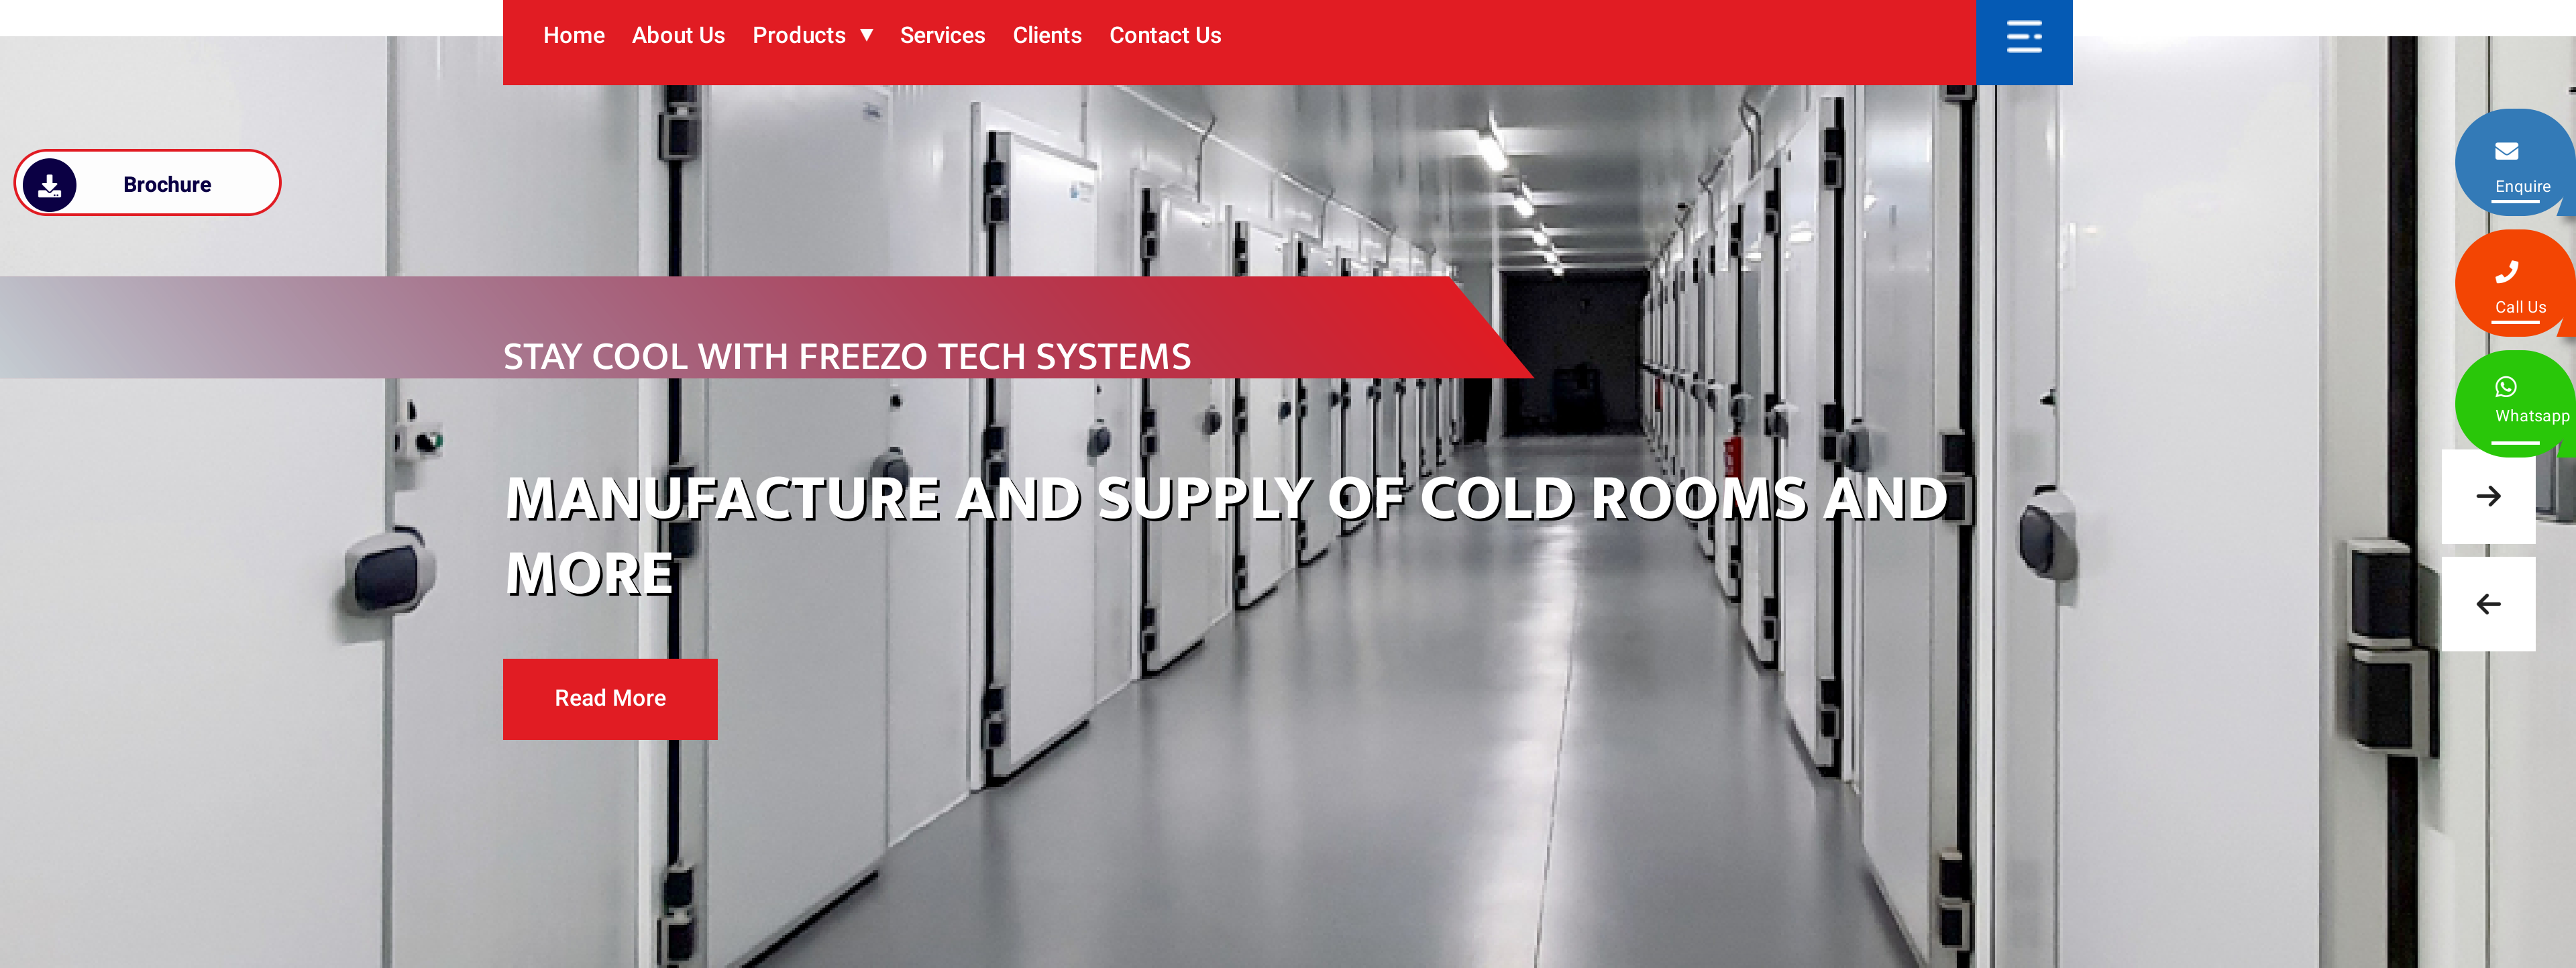 Home About Us Products ▼ Services Clients Contact Us
Brochure
Enquire
Call Us
Whatsapp
STAY COOL WITH FREEZO TECH SYSTEMS
MANUFACTURE AND SUPPLY OF COLD ROOMS AND
MORE
Read More